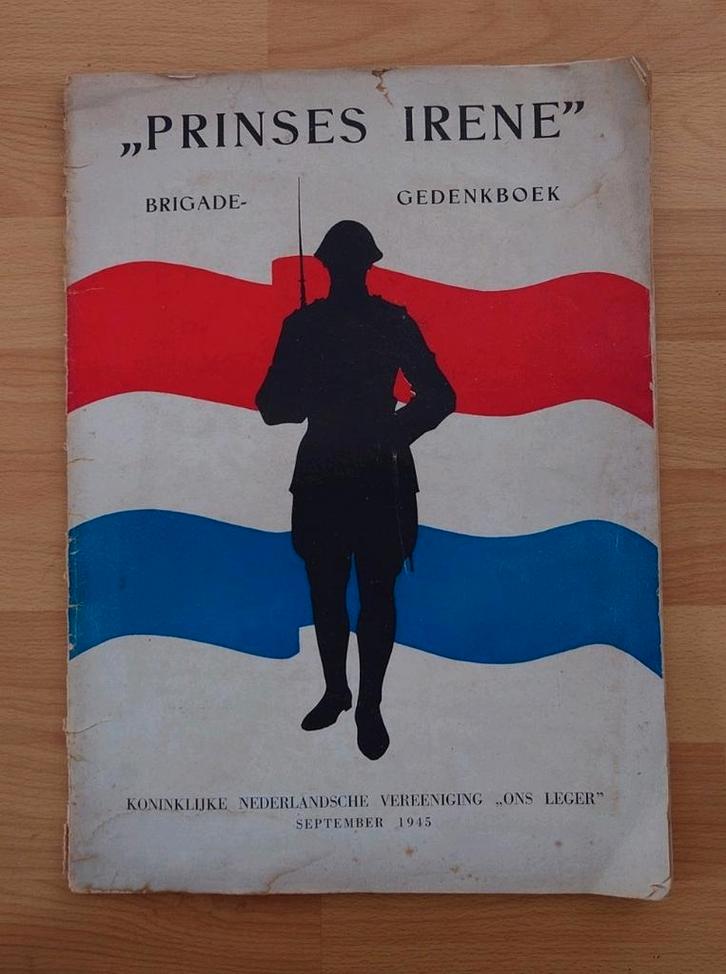 „PRINSES IRENE”
BRIGADE- GEDENKBOEK
KONINKLIJKE NEDERLANDSCHE VEREENIGING „ONS LEGER”
SEPTEMBER 1945